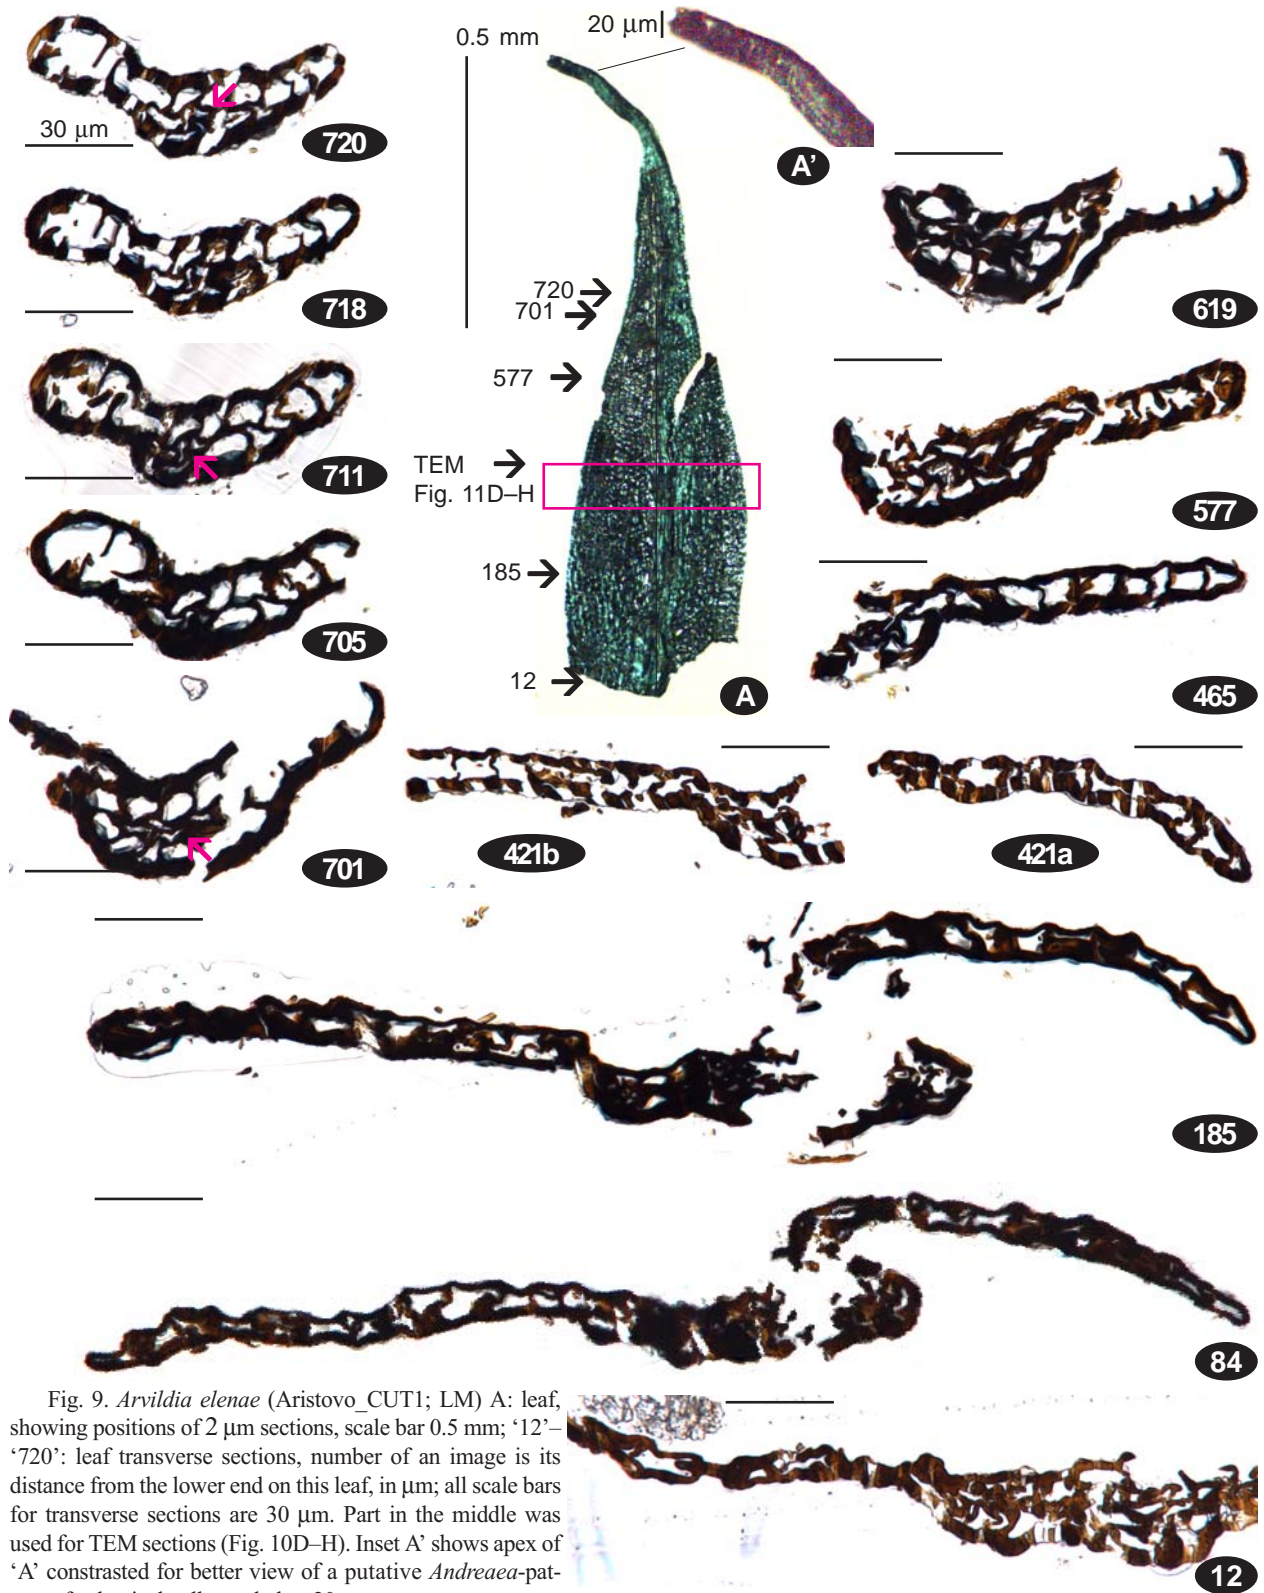 0.5 mm
20 µm
A'
30 µm
720
718
711
705
701
720
701
577
TEM
Fig. 11D–H
185
12
A
619
577
465
421b
421a
185
84
12
Fig. 9. Arvildia elenae (Aristovo_CUT1; LM) A: leaf,
showing positions of 2 µm sections, scale bar 0.5 mm; ‘12’–
‘720’: leaf transverse sections, number of an image is its
distance from the lower end on this leaf, in µm; all scale bars
for transverse sections are 30 µm. Part in the middle was
used for TEM sections (Fig. 10D–H). Inset A’ shows apex of
‘A’ constrasted for better view of a putative Andreaea-pat-